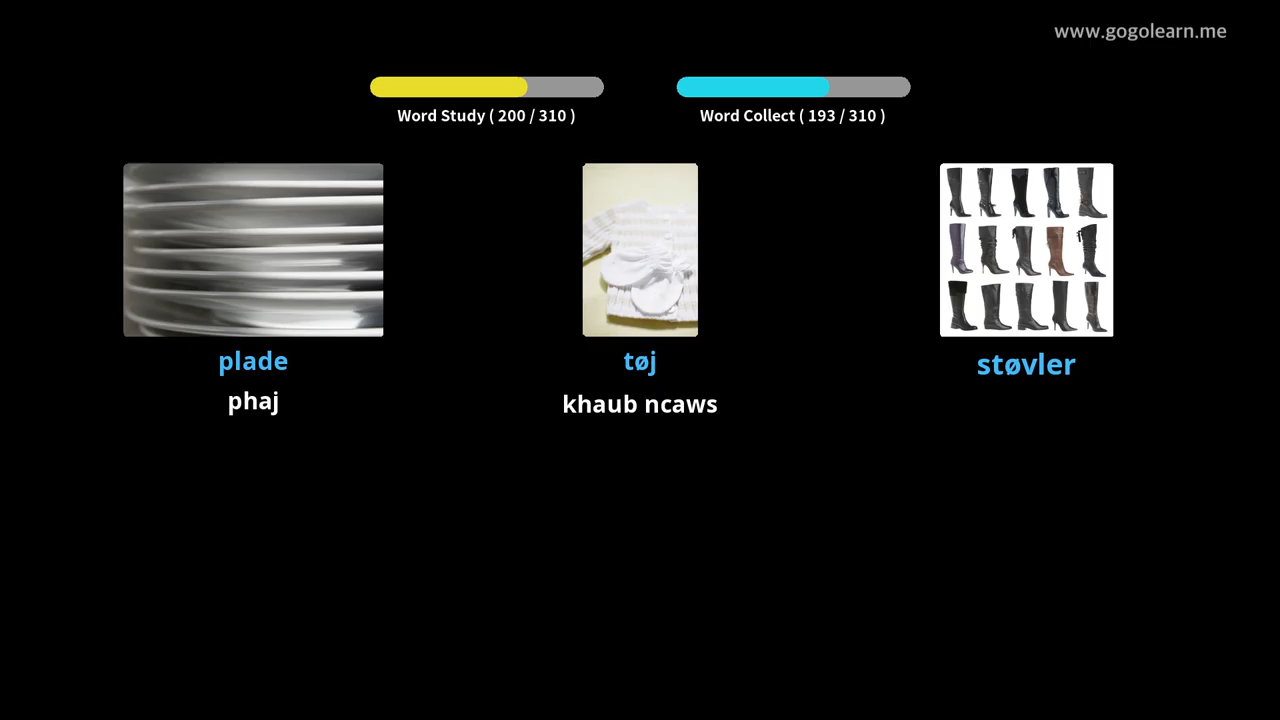 www.gogolearn.me
Word Study ( 200 / 310 )
Word Collect ( 193 / 310 )
plade
tøj
støvler
phaj
khaub ncaws